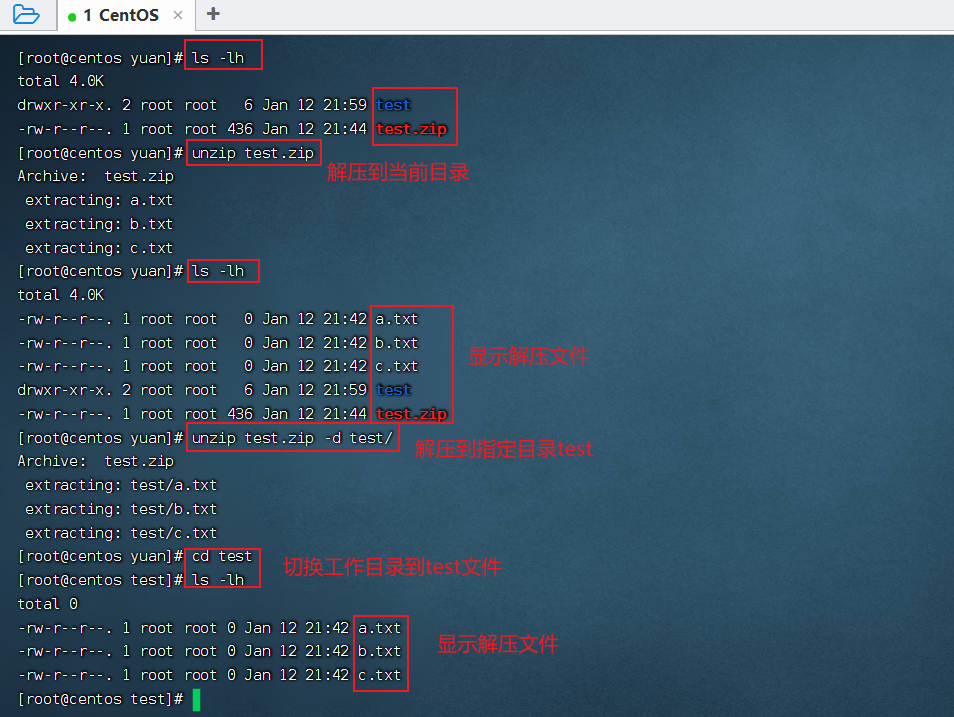 1 CentOS × +
[root@centos yuan]# ls -lh
total 4.0K
drwxr-xr-x. 2 root root   6 Jan 12 21:59 test
-rw-r--r--. 1 root root 436 Jan 12 21:44 test.zip
[root@centos yuan]# unzip test.zip
解压到当前目录
Archive:  test.zip
 extracting: a.txt
 extracting: b.txt
 extracting: c.txt
[root@centos yuan]# ls -lh
total 4.0K
-rw-r--r--. 1 root root   0 Jan 12 21:42 a.txt
-rw-r--r--. 1 root root   0 Jan 12 21:42 b.txt
显示解压文件
-rw-r--r--. 1 root root   0 Jan 12 21:42 c.txt
drwxr-xr-x. 2 root root   6 Jan 12 21:59 test
-rw-r--r--. 1 root root 436 Jan 12 21:44 test.zip
[root@centos yuan]# unzip test.zip -d test/
解压到指定目录test
Archive:  test.zip
 extracting: test/a.txt
 extracting: test/b.txt
 extracting: test/c.txt
[root@centos yuan]# cd test
切换工作目录到test文件
[root@centos test]# ls -lh
total 0
-rw-r--r--. 1 root root 0 Jan 12 21:42 a.txt
显示解压文件
-rw-r--r--. 1 root root 0 Jan 12 21:42 b.txt
-rw-r--r--. 1 root root 0 Jan 12 21:42 c.txt
[root@centos test]#